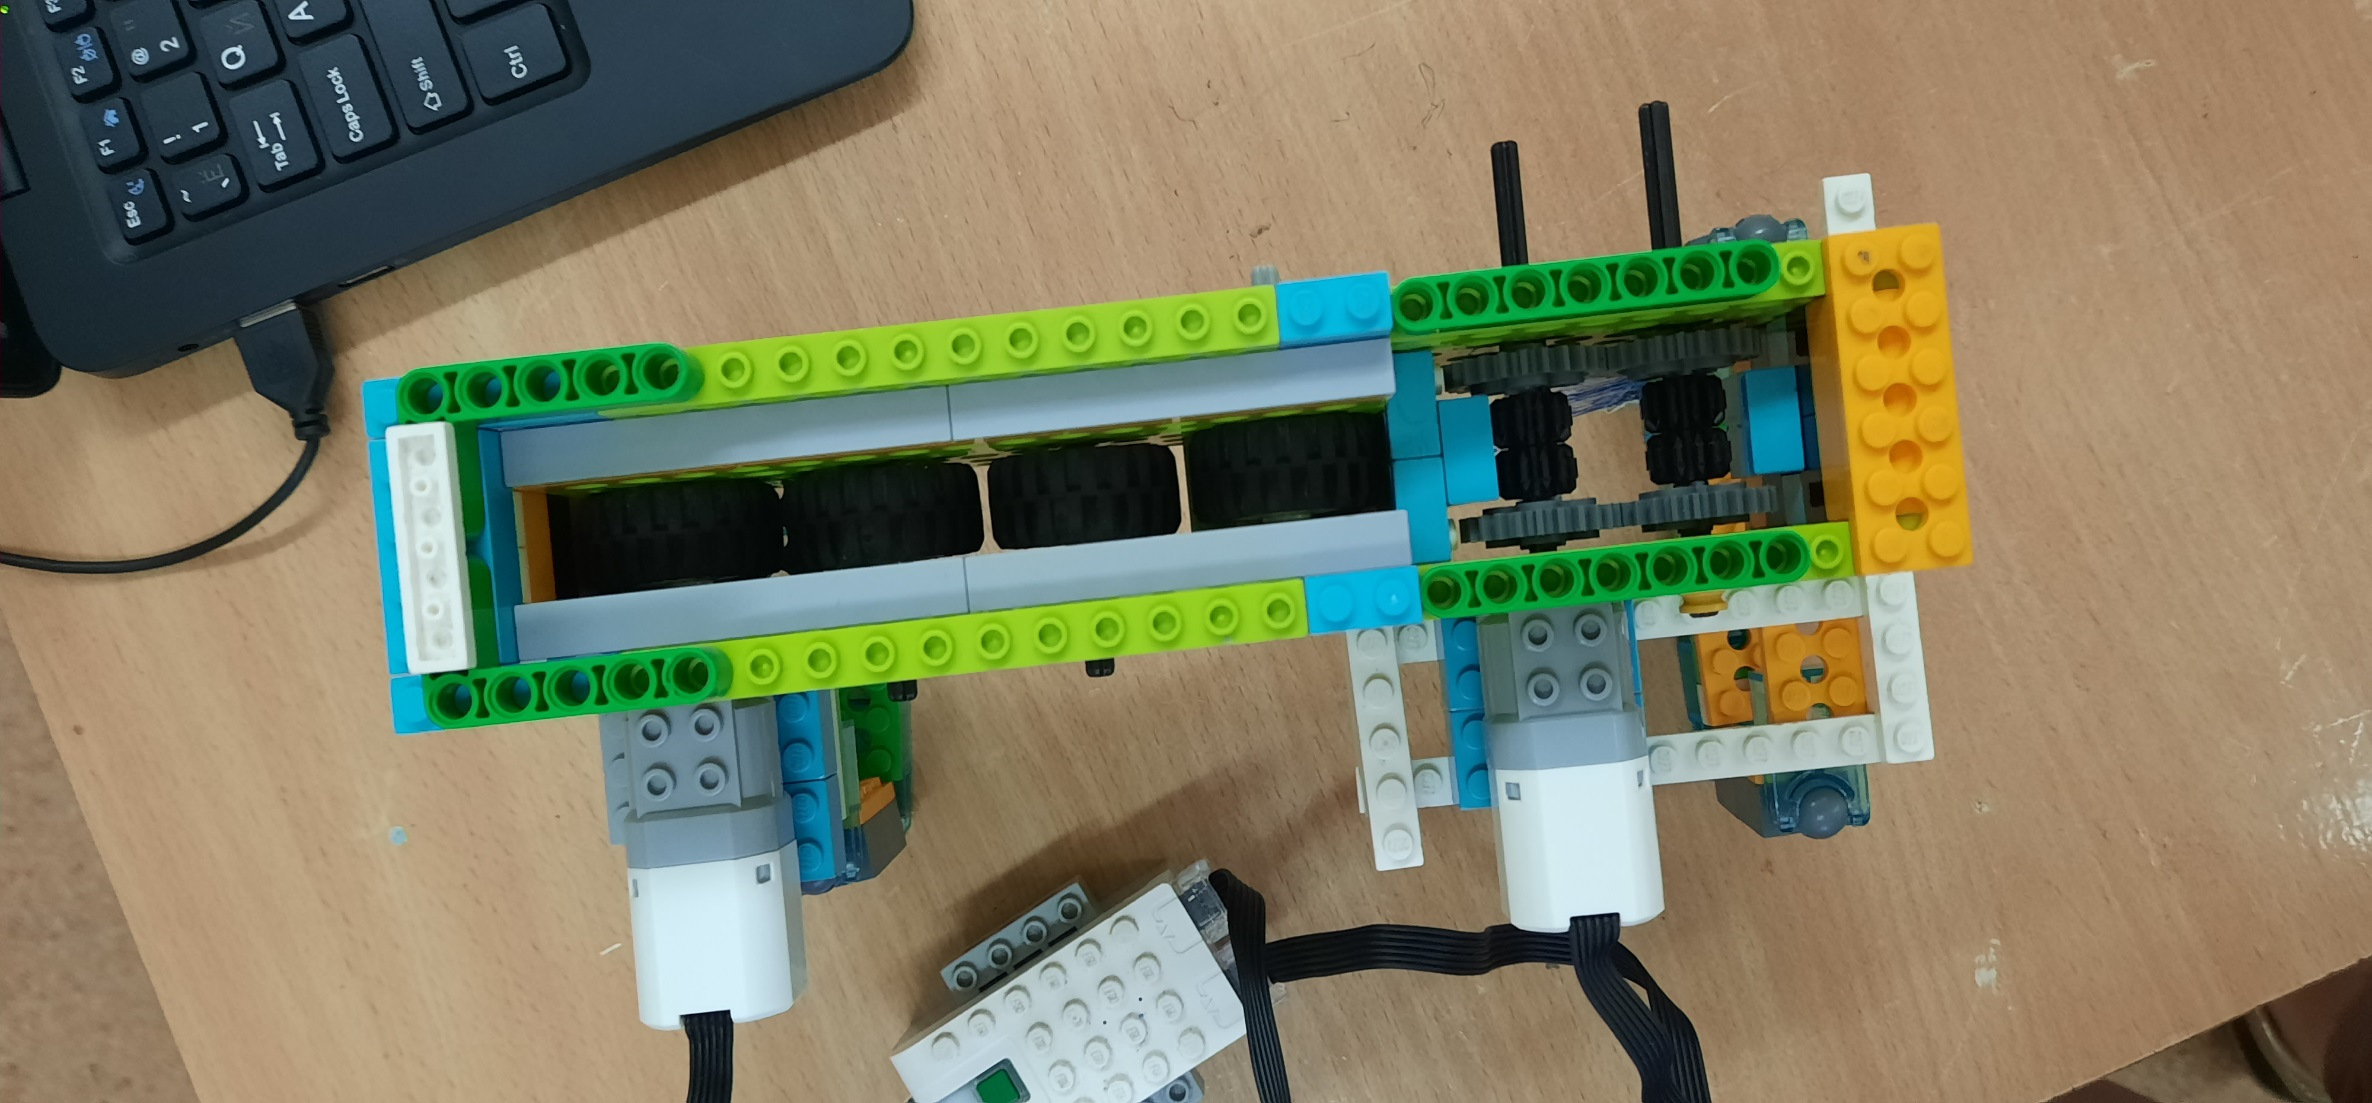 F2
@ 2
Q
A
Ctrl
Shift
Caps Lock
F1
! 1
Tab
Esc
~ ` Ё